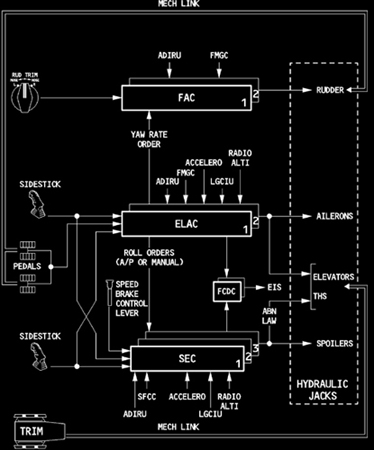 MECH LINK
ADIRU
FMGC
RUD TRIM
FAC
1
2
RUDDER
YAW RATE
ORDER
RADIO
ALTI
ACCELERO
FMGC
ADIRU
LGCIU
SIDESTICK
ELAC
1
2
AILERONS
PEDALS
ROLL ORDERS
(A/P OR MANUAL)
SPEED
BRAKE
CONTROL
LEVER
FCDC
EIS
ELEVATORS
THS
ABN
LAW
SIDESTICK
SEC
1
2
3
SPOILERS
HYDRAULIC
JACKS
ADIRU
SFCC
ACCELERO
LGCIU
RADIO
ALTI
TRIM
MECH LINK